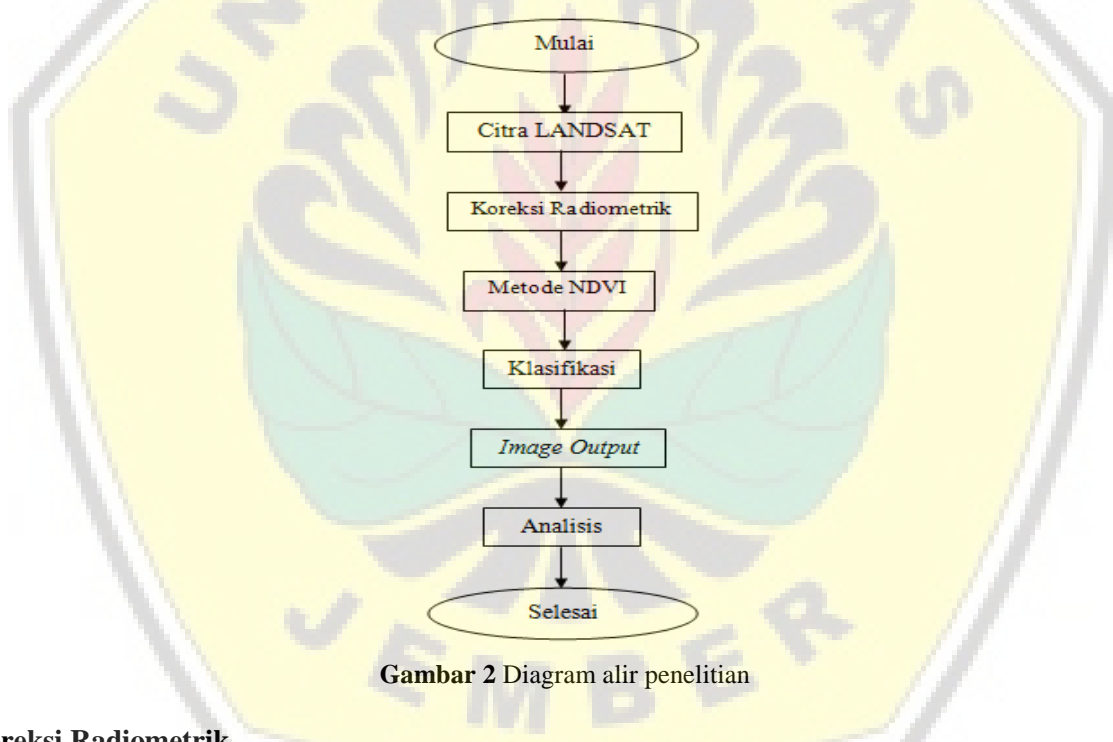 Mulai
Citra LANDSAT
Koreksi Radiometrik
Metode NDVI
Klasifikasi
Image Output
Analisis
Selesai
JEMBER
Gambar 2 Diagram alir penelitian
reksi Radiometrik